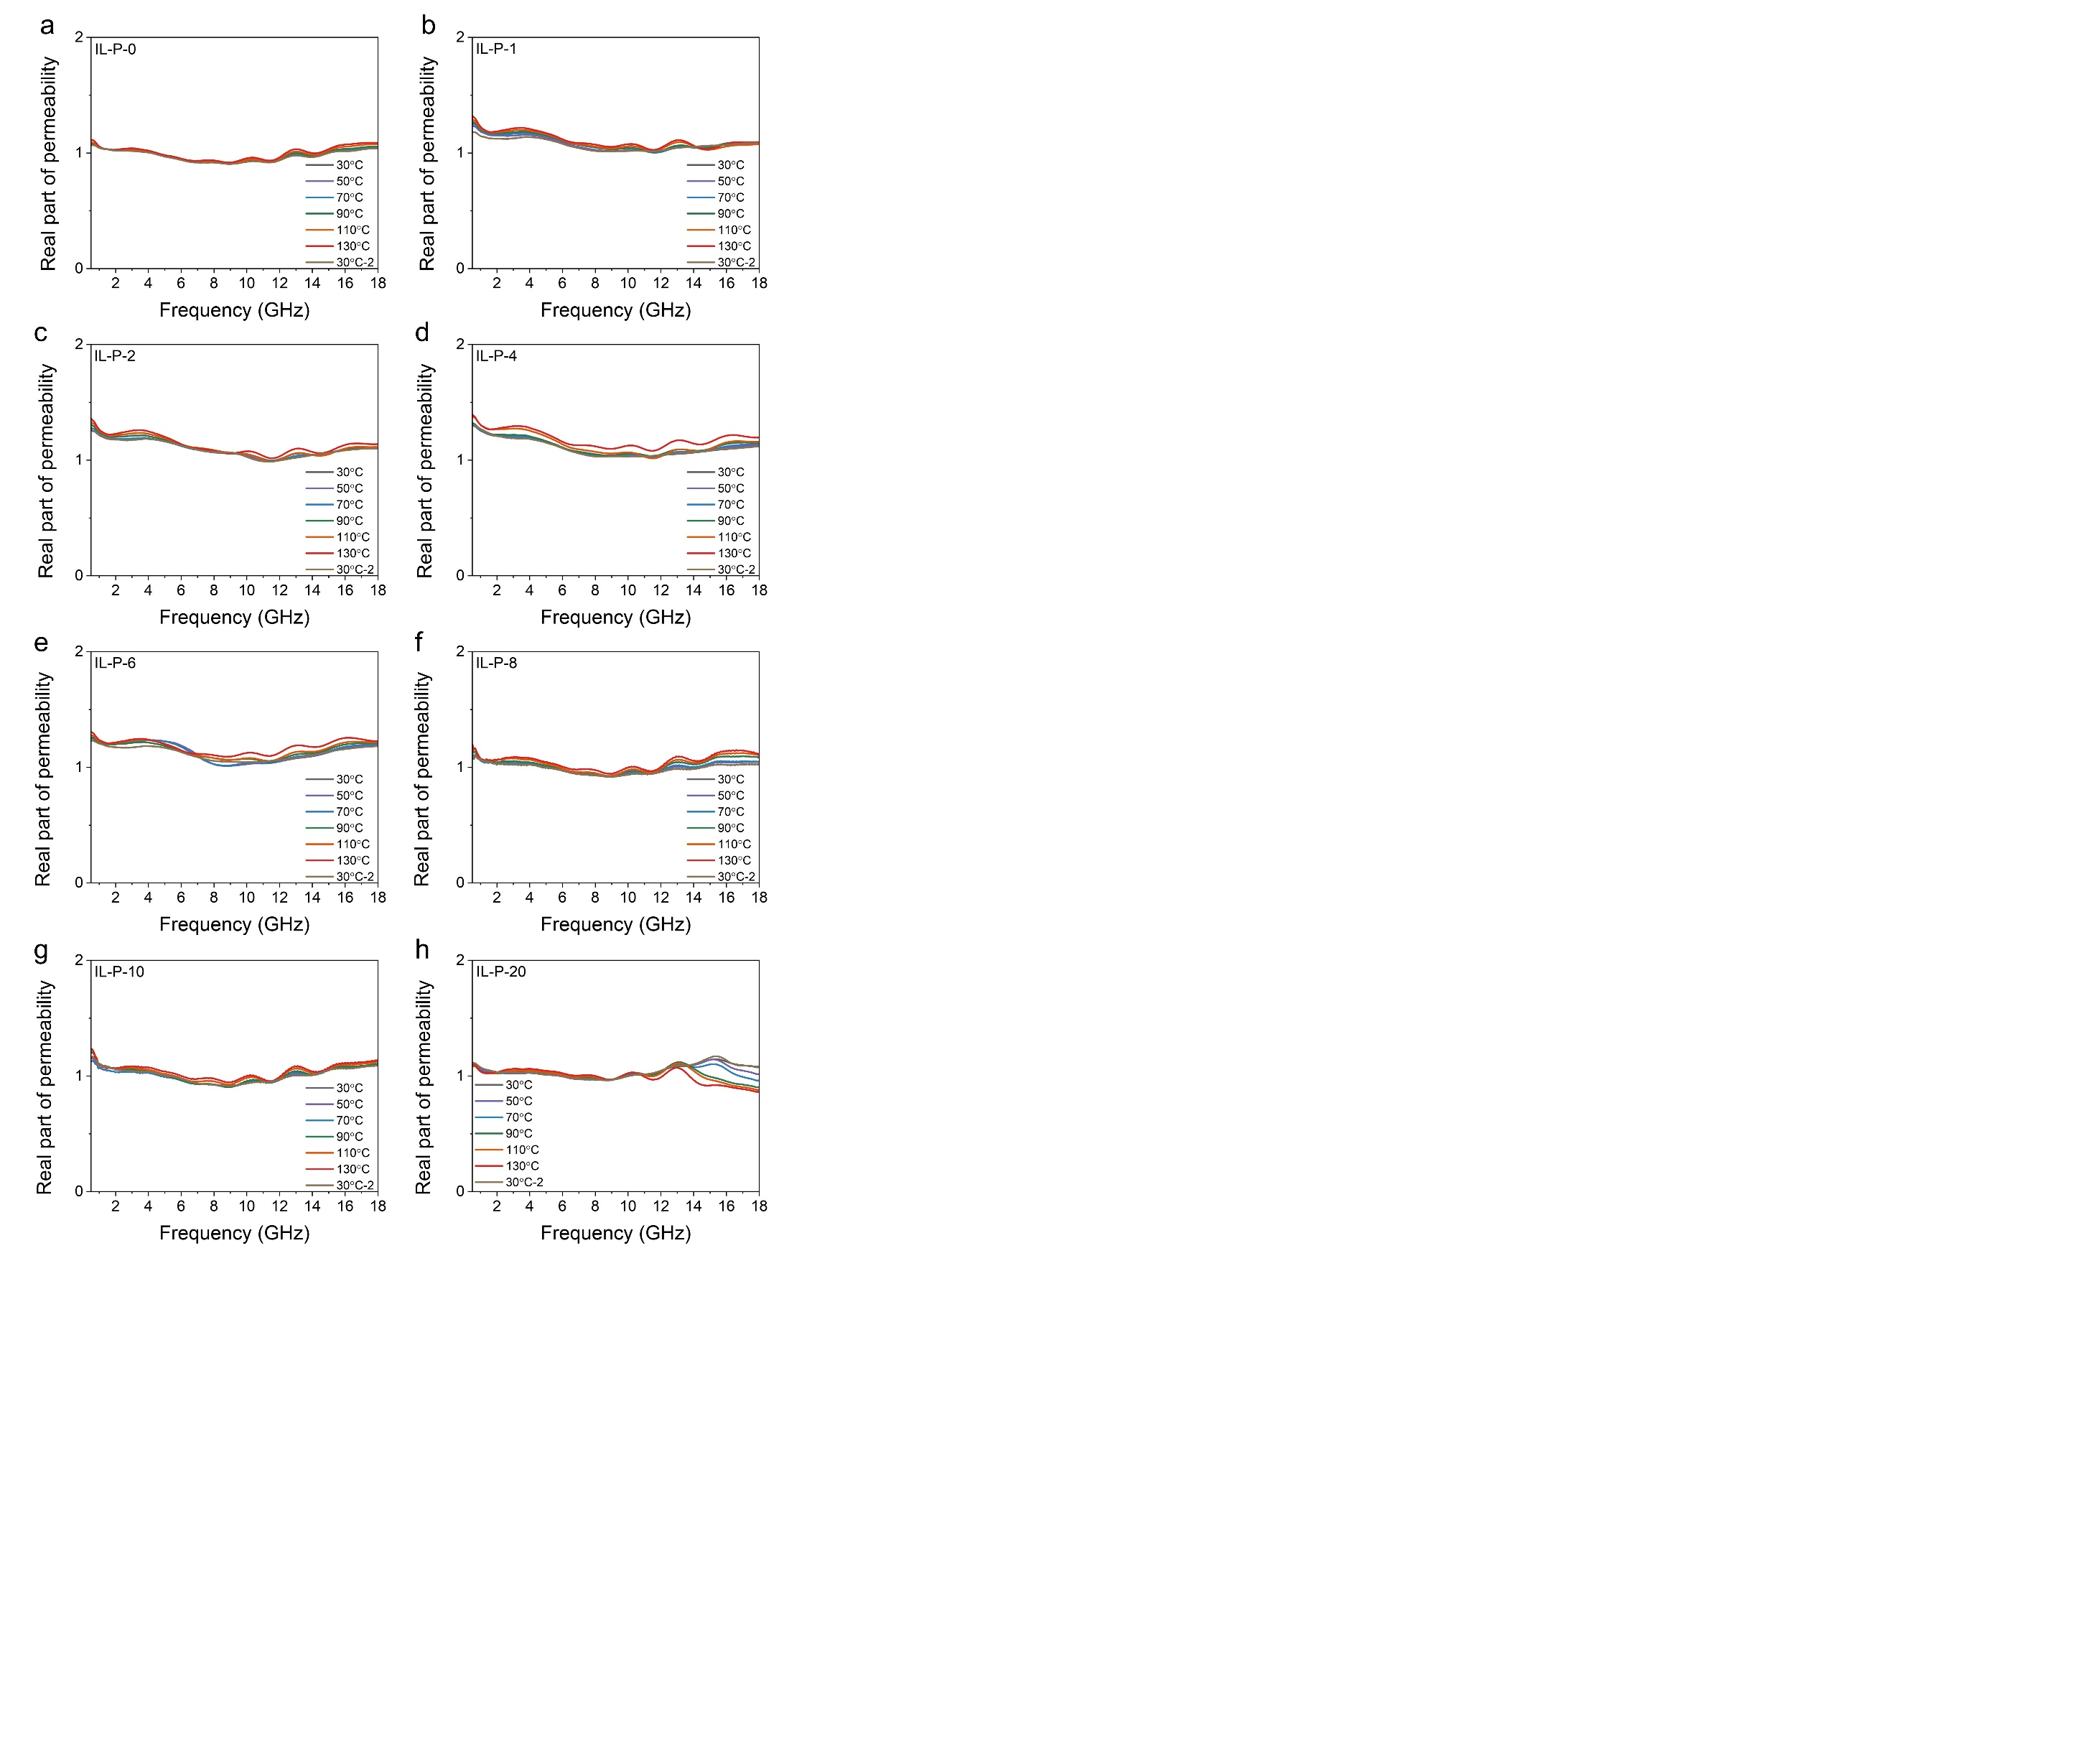 a
IL-P-0
Real part of permeability
2
1
0
30°C
50°C
70°C
90°C
110°C
130°C
30°C-2
2 4 6 8 10 12 14 16 18
Frequency (GHz)
b
IL-P-1
Real part of permeability
2
1
0
30°C
50°C
70°C
90°C
110°C
130°C
30°C-2
2 4 6 8 10 12 14 16 18
Frequency (GHz)
c
IL-P-2
Real part of permeability
2
1
0
30°C
50°C
70°C
90°C
110°C
130°C
30°C-2
2 4 6 8 10 12 14 16 18
Frequency (GHz)
d
IL-P-4
Real part of permeability
2
1
0
30°C
50°C
70°C
90°C
110°C
130°C
30°C-2
2 4 6 8 10 12 14 16 18
Frequency (GHz)
e
IL-P-6
Real part of permeability
2
1
0
30°C
50°C
70°C
90°C
110°C
130°C
30°C-2
2 4 6 8 10 12 14 16 18
Frequency (GHz)
f
IL-P-8
Real part of permeability
2
1
0
30°C
50°C
70°C
90°C
110°C
130°C
30°C-2
2 4 6 8 10 12 14 16 18
Frequency (GHz)
g
IL-P-10
Real part of permeability
2
1
0
30°C
50°C
70°C
90°C
110°C
130°C
30°C-2
2 4 6 8 10 12 14 16 18
Frequency (GHz)
h
IL-P-20
Real part of permeability
2
1
0
30°C
50°C
70°C
90°C
110°C
130°C
30°C-2
2 4 6 8 10 12 14 16 18
Frequency (GHz)